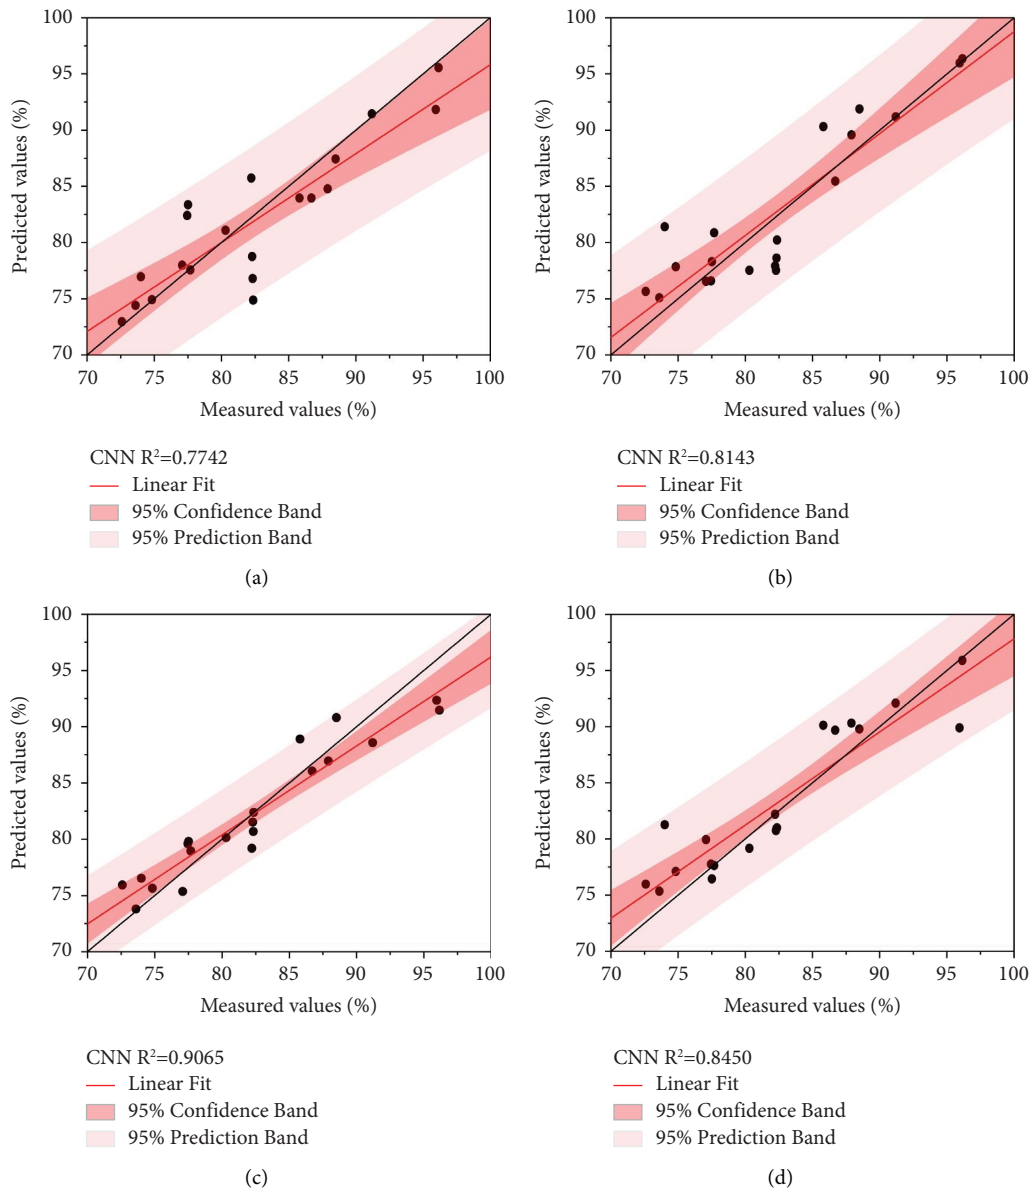 100
95
90
85
80
75
70
Predicted values (%)
70 75 80 85 90 95 100
Measured values (%)
CNN R²=0.7742
Linear Fit
95% Confidence Band
95% Prediction Band
(a)
100
95
90
85
80
75
70
Predicted values (%)
70 75 80 85 90 95 100
Measured values (%)
CNN R²=0.8143
Linear Fit
95% Confidence Band
95% Prediction Band
(b)
100
95
90
85
80
75
70
Predicted values (%)
70 75 80 85 90 95 100
Measured values (%)
CNN R²=0.9065
Linear Fit
95% Confidence Band
95% Prediction Band
(c)
100
95
90
85
80
75
70
Predicted values (%)
70 75 80 85 90 95 100
Measured values (%)
CNN R²=0.8450
Linear Fit
95% Confidence Band
95% Prediction Band
(d)